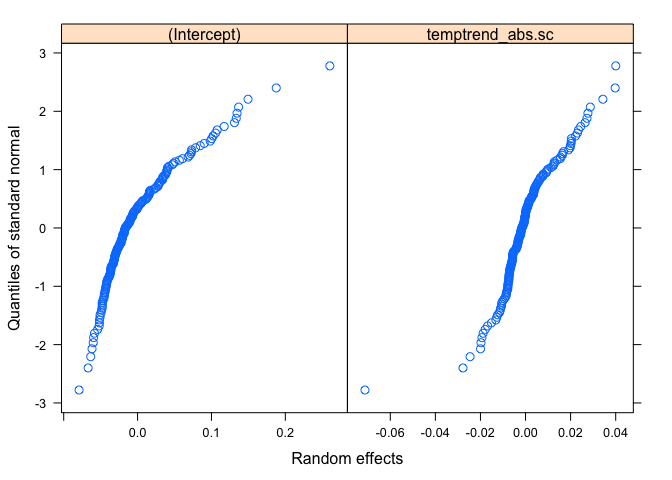 (Intercept) temptrend_abs.sc
3
2
1
0
-1
-2
-3
Quantiles of standard normal
0.0 0.1 0.2 -0.06 -0.04 -0.02 0.00 0.02 0.04
Random effects